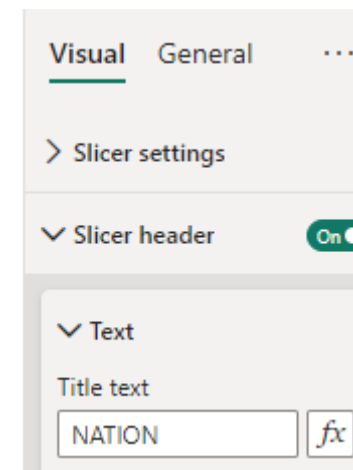 Visual General ...
Slicer settings
Slicer header On
Text
Title text
NATION fx